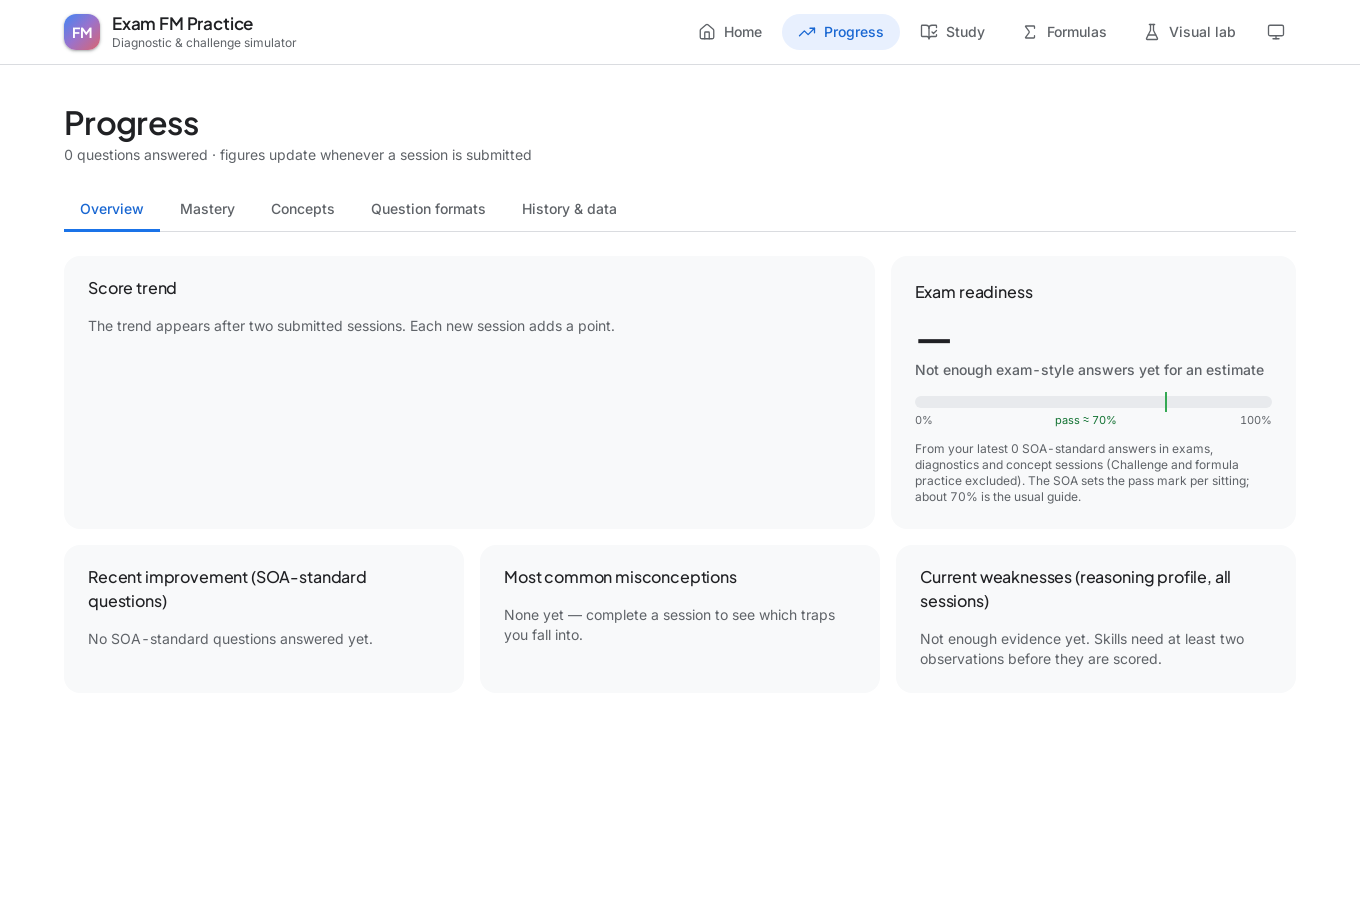 FM
Exam FM Practice
Diagnostic & challenge simulator
Home
Progress
Study
Formulas
Visual lab
Progress
0 questions answered · figures update whenever a session is submitted
Overview
Mastery
Concepts
Question formats
History & data
Score trend
The trend appears after two submitted sessions. Each new session adds a point.
Exam readiness
—
Not enough exam-style answers yet for an estimate
0%
pass ≈ 70%
100%
From your latest 0 SOA-standard answers in exams,
diagnostics and concept sessions (Challenge and formula
practice excluded). The SOA sets the pass mark per sitting;
about 70% is the usual guide.
Recent improvement (SOA-standard
questions)
No SOA-standard questions answered yet.
Most common misconceptions
None yet — complete a session to see which traps
you fall into.
Current weaknesses (reasoning profile, all
sessions)
Not enough evidence yet. Skills need at least two
observations before they are scored.